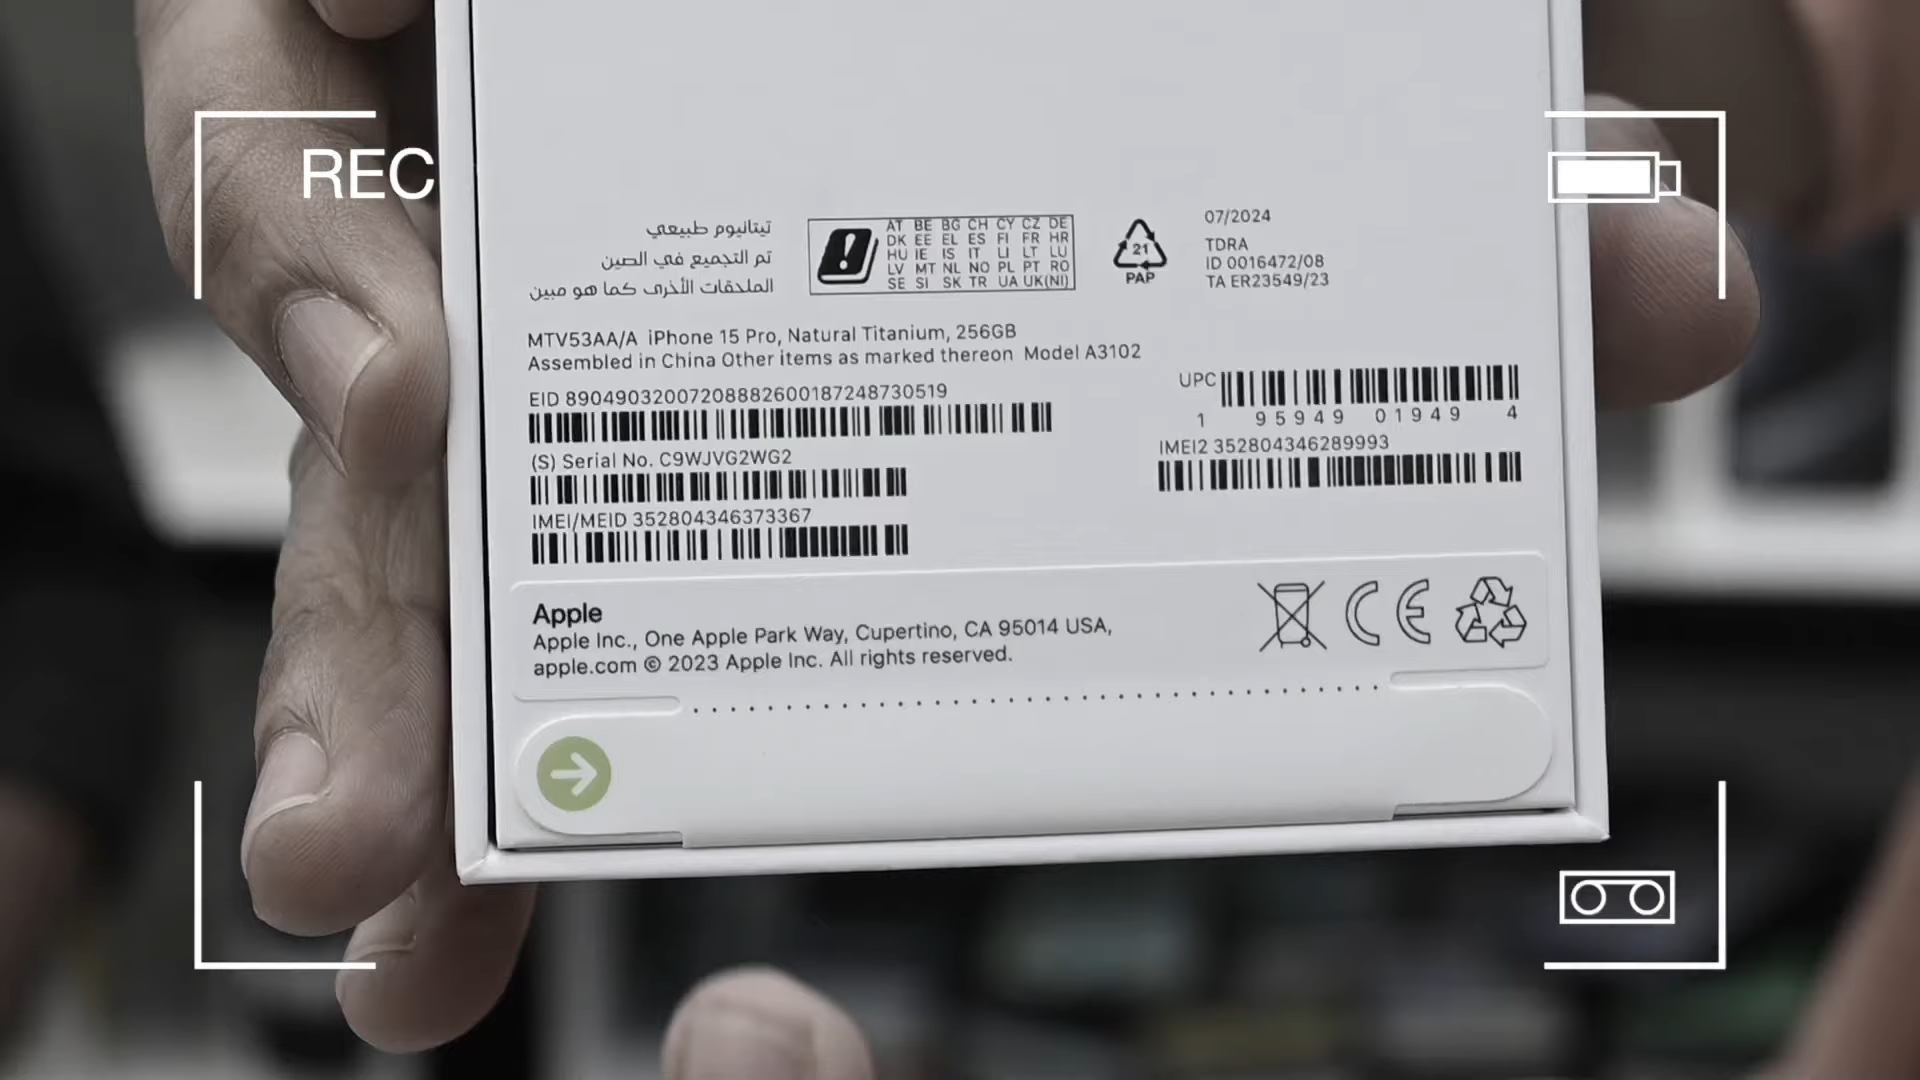 REC
تيتانيوم طبيعي
تم التجميع في الصين
الملحقات الأخرى كما هو مبين
AT BE BG CH CY CZ DE
DK EE EL ES FI FR HR
HU IE IS IT LI LT LU
LV MT NL NO PL PT RO
SE SI SK TR UA UK(NI)
21
PAP
07/2024
TDRA
ID 0016472/08
TA ER23549/23
MTV53AA/A iPhone 15 Pro, Natural Titanium, 256GB
Assembled in China Other items as marked thereon Model A3102
EID 89049032007208882600187248730519
UPC
1 95949 01949 4
(S) Serial No. C9WJVG2WG2
IMEI2 352804346289993
IMEI/MEID 352804346373367
Apple
Apple Inc., One Apple Park Way, Cupertino, CA 95014 USA,
apple.com © 2023 Apple Inc. All rights reserved.
CE